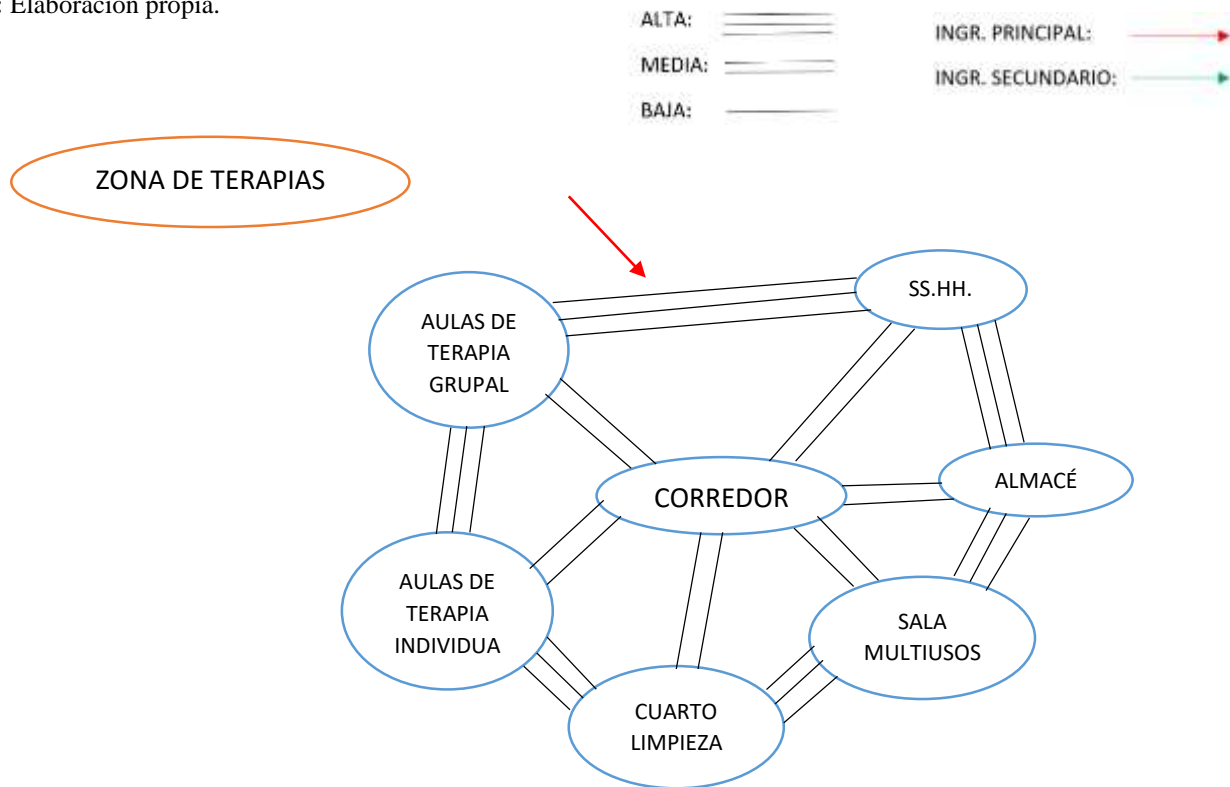 : Elaboración propia.
ALTA:
MEDIA:
BAJA:
INGR. PRINCIPAL:
INGR. SECUNDARIO:
ZONA DE TERAPIAS
SS.HH.
AULAS DE
TERAPIA
GRUPAL
ALMACÉ
CORREDOR
AULAS DE
TERAPIA
INDIVIDUA
SALA
MULTIUSOS
CUARTO
LIMPIEZA